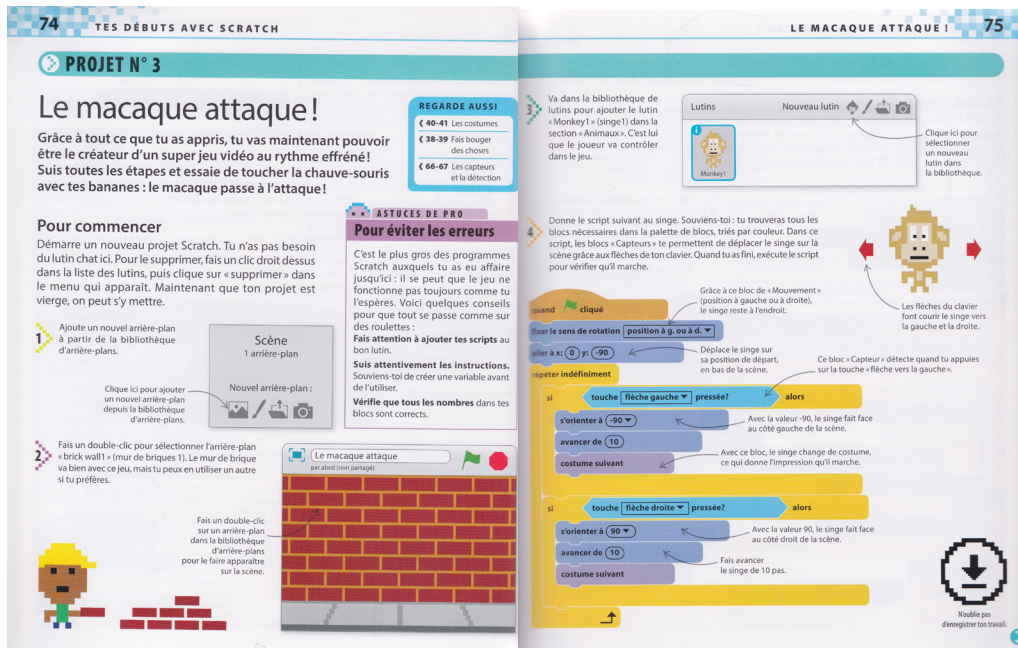 74
TES DÉBUTS AVEC SCRATCH
PROJET N° 3
Le macaque attaque !
Grâce à tout ce que tu as appris, tu vas maintenant pouvoir
être le créateur d'un super jeu vidéo au rythme effréné !
Suis toutes les étapes et essaie de toucher la chauve-souris
avec tes bananes : le macaque passe à l'attaque !
REGARDE AUSSI
❮ 40-41 Les costumes
❮ 38-39 Fais bouger
des choses
❮ 66-67 Les capteurs
et la détection
Pour commencer
Démarre un nouveau projet Scratch. Tu n'as pas besoin
du lutin chat ici. Pour le supprimer, fais un clic droit dessus
dans la liste des lutins, puis clique sur « supprimer » dans
le menu qui apparaît. Maintenant que ton projet est
vierge, on peut s'y mettre.
ASTUCES DE PRO
Pour éviter les erreurs
C'est le plus gros des programmes
Scratch auxquels tu as eu affaire
jusqu'ici : il se peut que le jeu ne
fonctionne pas toujours comme tu
l'espères. Voici quelques conseils
pour que tout se passe comme sur
des roulettes :
Fais attention à ajouter tes scripts au
bon lutin.
Suis attentivement les instructions.
Souviens-toi de créer une variable avant
de l'utiliser.
Vérifie que tous les nombres dans tes
blocs sont corrects.
1
Ajoute un nouvel arrière-plan
à partir de la bibliothèque
d'arrière-plans.
Clique ici pour ajouter
un nouvel arrière-plan
depuis la bibliothèque
d'arrière-plans.
Scène
1 arrière-plan
Nouvel arrière-plan :
2
Fais un double-clic pour sélectionner l'arrière-plan
« brick wall1 » (mur de briques 1). Le mur de brique
va bien avec ce jeu, mais tu peux en utiliser un autre
si tu préfères.
Fais un double-clic
sur un arrière-plan
dans la bibliothèque
d'arrière-plans
pour le faire apparaître
sur la scène.
Le macaque attaque
par abcd (non partagé)
LE MACAQUE ATTAQUE !
75
3
Va dans la bibliothèque de
lutins pour ajouter le lutin
« Monkey1 » (singe1) dans la
section « Animaux ». C'est lui
que le joueur va contrôler
dans le jeu.
Lutins
Nouveau lutin
i
Monkey1
Clique ici pour
sélectionner
un nouveau
lutin dans
la bibliothèque.
4
Donne le script suivant au singe. Souviens-toi : tu trouveras tous les
blocs nécessaires dans la palette de blocs, triés par couleur. Dans ce
script, les blocs « Capteurs » te permettent de déplacer le singe sur la
scène grâce aux flèches de ton clavier. Quand tu as fini, exécute le script
pour vérifier qu'il marche.
Les flèches du clavier
font courir le singe vers
la gauche et la droite.
Grâce à ce bloc de « Mouvement »
(position à gauche ou à droite),
le singe reste à l'endroit.
quand cliqué
fixer le sens de rotation position à g. ou à d.
aller à x: 0 y: -90
Déplace le singe sur
sa position de départ,
en bas de la scène.
Ce bloc « Capteur » détecte quand tu appuies
sur la touche « flèche vers la gauche ».
répéter indéfiniment
si touche flèche gauche pressée? alors
s'orienter à -90
Avec la valeur -90, le singe fait face
au côté gauche de la scène.
avancer de 10
costume suivant
Avec ce bloc, le singe change de costume,
ce qui donne l'impression qu'il marche.
si touche flèche droite pressée? alors
s'orienter à 90
Avec la valeur 90, le singe fait face
au côté droit de la scène.
avancer de 10
Fais avancer
le singe de 10 pas.
costume suivant
N'oublie pas
d'enregistrer ton travail.